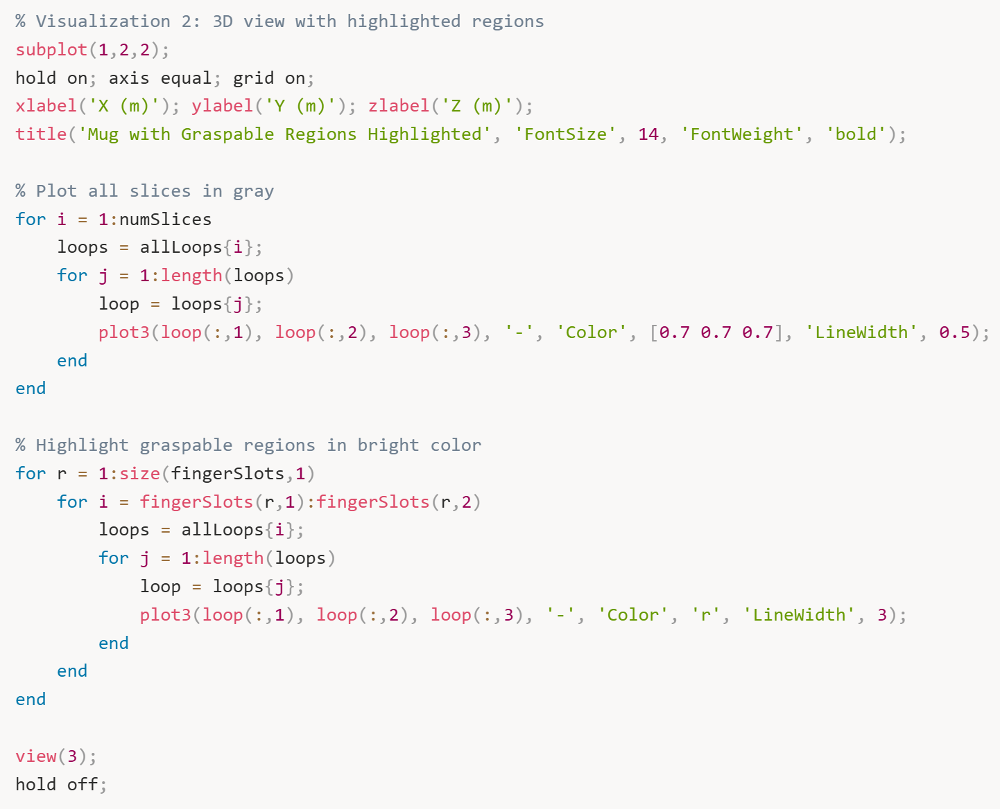 % Visualization 2: 3D view with highlighted regions
subplot(1,2,2);
hold on; axis equal; grid on;
xlabel('X (m)'); ylabel('Y (m)'); zlabel('Z (m)');
title('Mug with Graspable Regions Highlighted', 'FontSize', 14, 'FontWeight', 'bold');

% Plot all slices in gray
for i = 1:numSlices
    loops = allLoops{i};
    for j = 1:length(loops)
        loop = loops{j};
        plot3(loop(:,1), loop(:,2), loop(:,3), '-', 'Color', [0.7 0.7 0.7], 'LineWidth', 0.5);
    end
end

% Highlight graspable regions in bright color
for r = 1:size(fingerSlots,1)
    for i = fingerSlots(r,1):fingerSlots(r,2)
        loops = allLoops{i};
        for j = 1:length(loops)
            loop = loops{j};
            plot3(loop(:,1), loop(:,2), loop(:,3), '-', 'Color', 'r', 'LineWidth', 3);
        end
    end
end

view(3);
hold off;